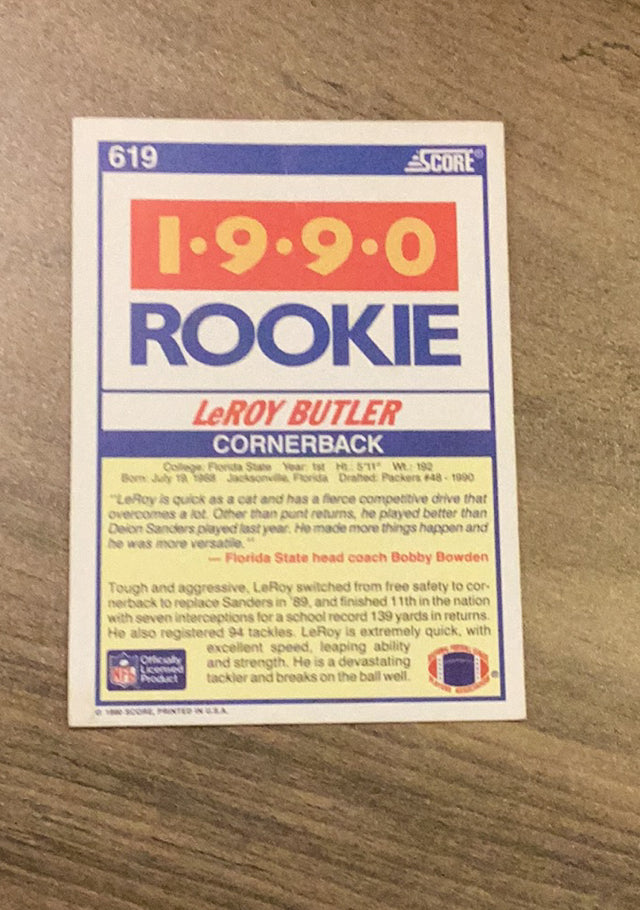 619 SCORE®
1·9·9·0
ROOKIE
LeROY BUTLER
CORNERBACK
College: Florida State Year: 1st Ht.: 5'11" Wt.: 192
Born: July 19, 1968 Jacksonville, Florida Drafted: Packers #48 - 1990
"LeRoy is quick as a cat and has a fierce competitive drive that
overcomes a lot. Other than punt returns, he played better than
Deion Sanders played last year. He made more things happen and
he was more versatile."
— Florida State head coach Bobby Bowden
Tough and aggressive, LeRoy switched from free safety to cor-
nerback to replace Sanders in '89, and finished 11th in the nation
with seven interceptions for a school record 139 yards in returns.
He also registered 94 tackles. LeRoy is extremely quick, with
excellent speed, leaping ability
and strength. He is a devastating
tackler and breaks on the ball well.
NFL
Officially
Licensed
Product
®
© 1990 SCORE, PRINTED IN U.S.A.